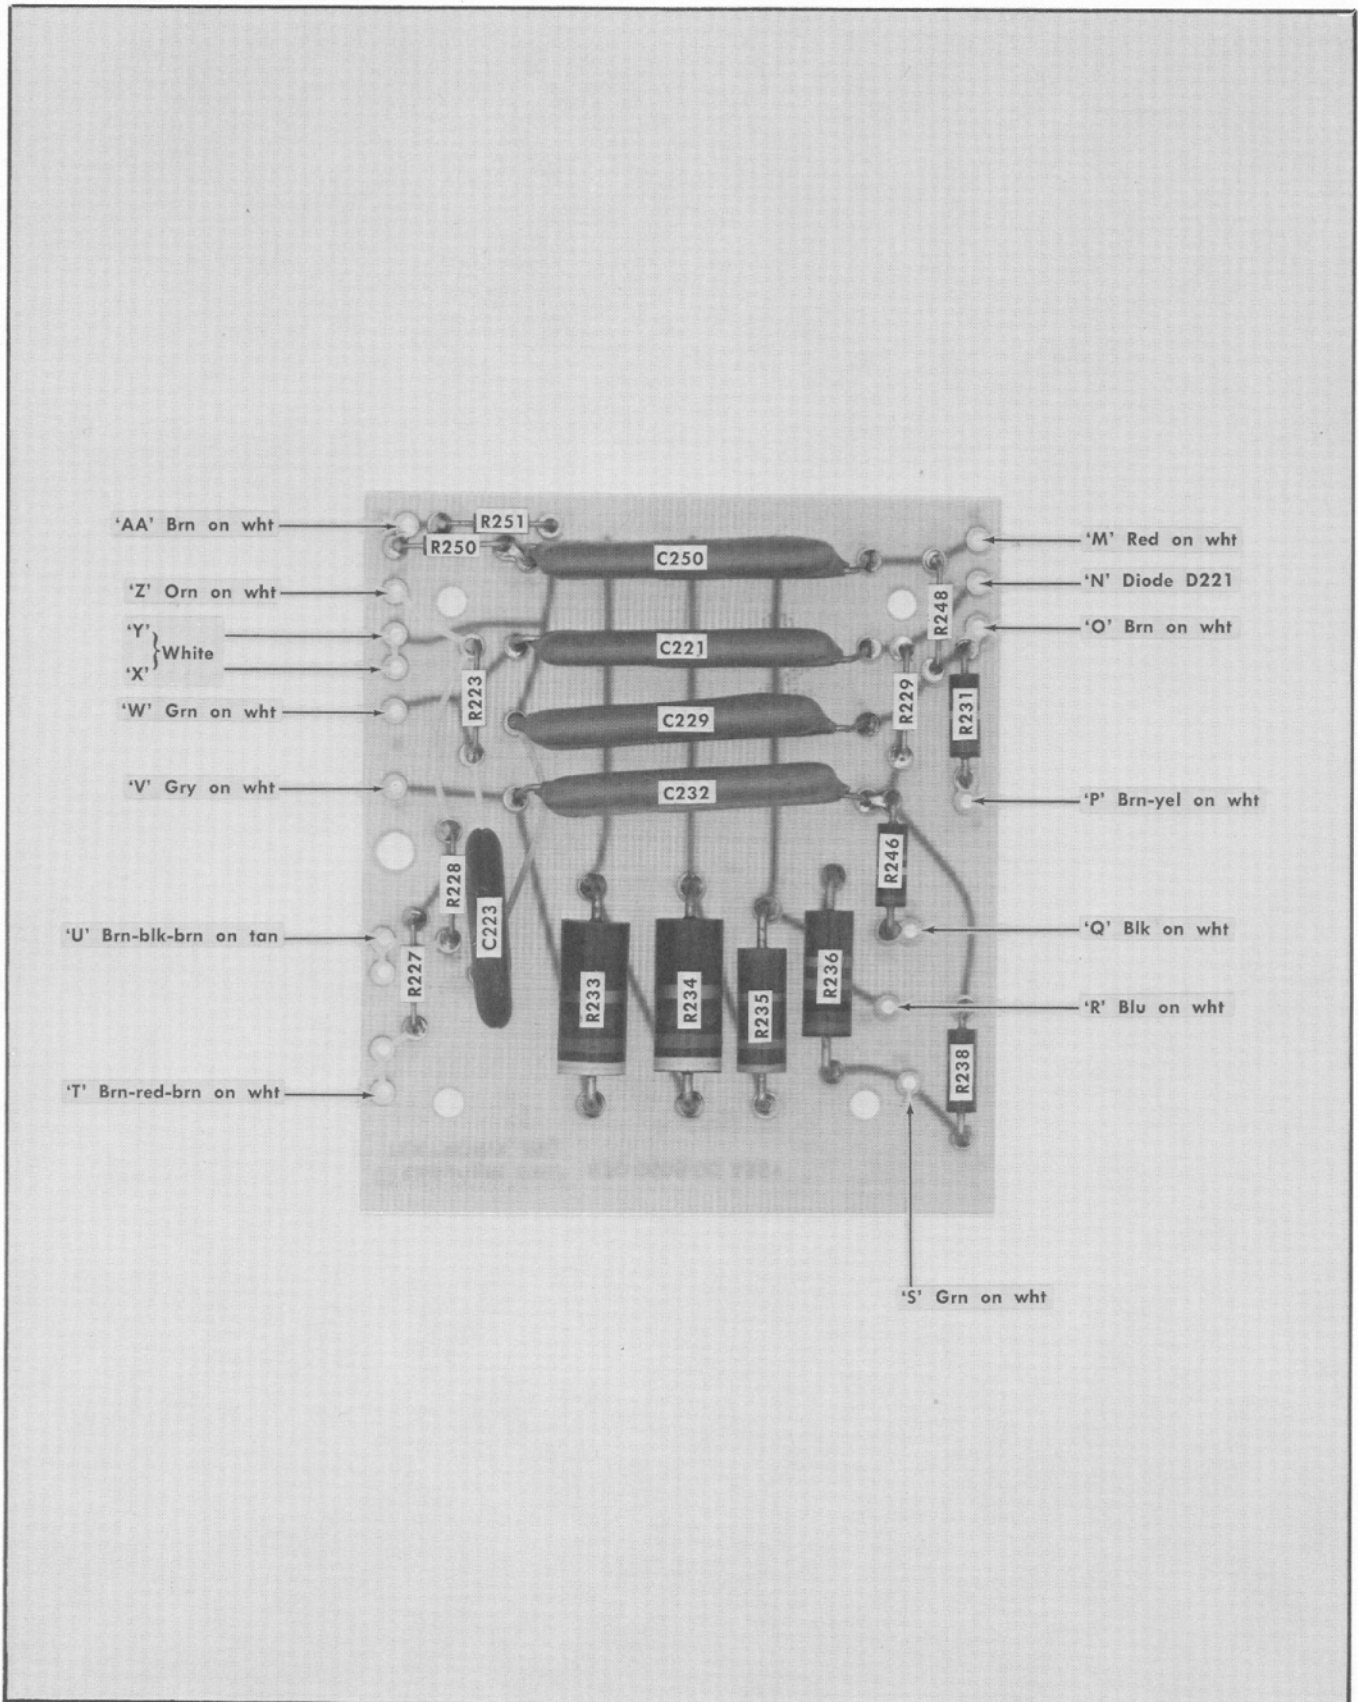 'AA' Brn on wht
R251
R250
C250
'M' Red on wht
'Z' Orn on wht
'N' Diode D221
R248
'Y'
}White
'X'
'O' Brn on wht
C221
R223
R229
R231
'W' Grn on wht
C229
'V' Gry on wht
C232
'P' Brn-yel on wht
R246
R228
C223
'U' Brn-blk-brn on tan
'Q' Blk on wht
R227
R233
R234
R235
R236
'R' Blu on wht
R238
'T' Brn-red-brn on wht
'S' Grn on wht